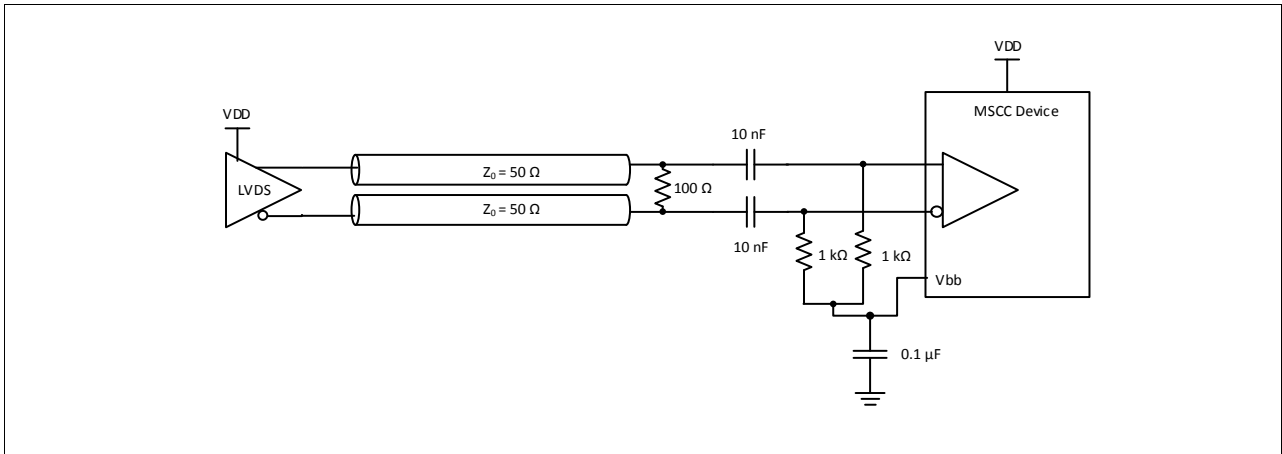 VDD
MSCC Device
VDD
10 nF
LVDS
Z₀ = 50 Ω
100 Ω
Z₀ = 50 Ω
10 nF
1 kΩ
1 kΩ
Vbb
0.1 µF